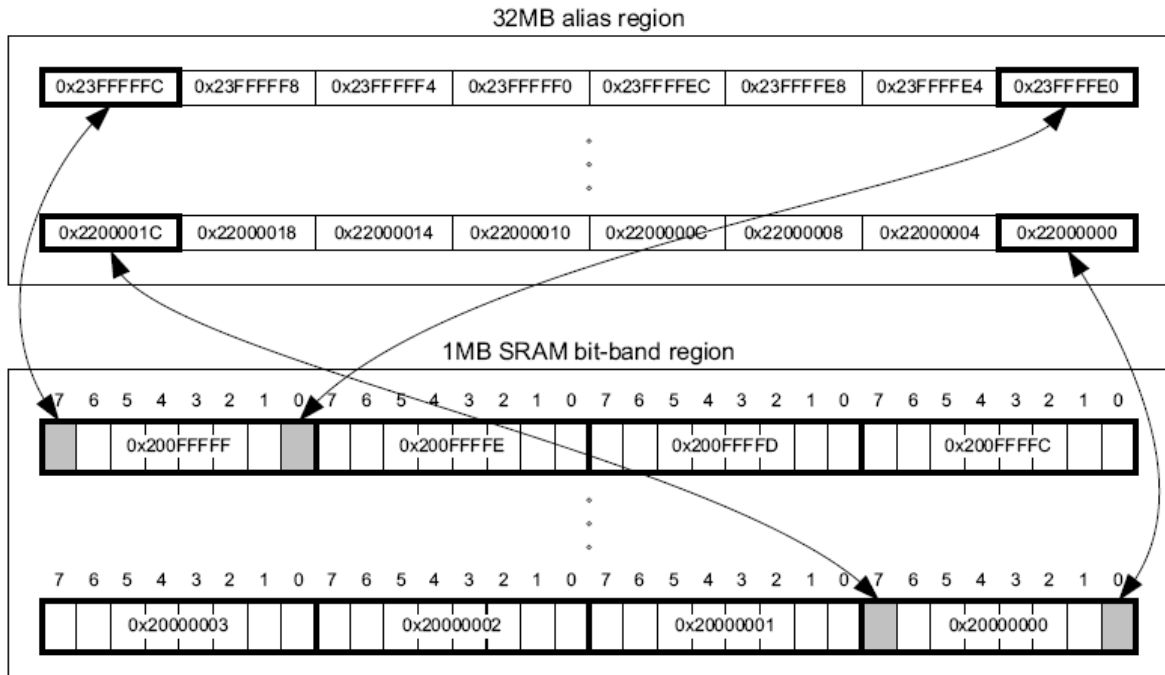 32MB alias region
0x23FFFFFC 0x23FFFFF8 0x23FFFFF4 0x23FFFFF0 0x23FFFFEC 0x23FFFFE8 0x23FFFFE4 0x23FFFFE0
0x2200001C 0x22000018 0x22000014 0x22000010 0x2200000C 0x22000008 0x22000004 0x22000000
1MB SRAM bit-band region
7 6 5 4 3 2 1 0 7 6 5 4 3 2 1 0 7 6 5 4 3 2 1 0 7 6 5 4 3 2 1 0
0x200FFFFF 0x200FFFFE 0x200FFFFD 0x200FFFFC
7 6 5 4 3 2 1 0 7 6 5 4 3 2 1 0 7 6 5 4 3 2 1 0 7 6 5 4 3 2 1 0
0x20000003 0x20000002 0x20000001 0x20000000